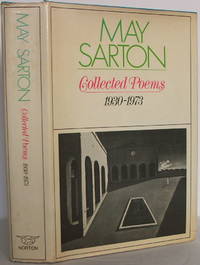 MAY
SARTON
Collected Poems
1930-1973
MAY
SARTON
Collected Poems 1930-1973
NORTON